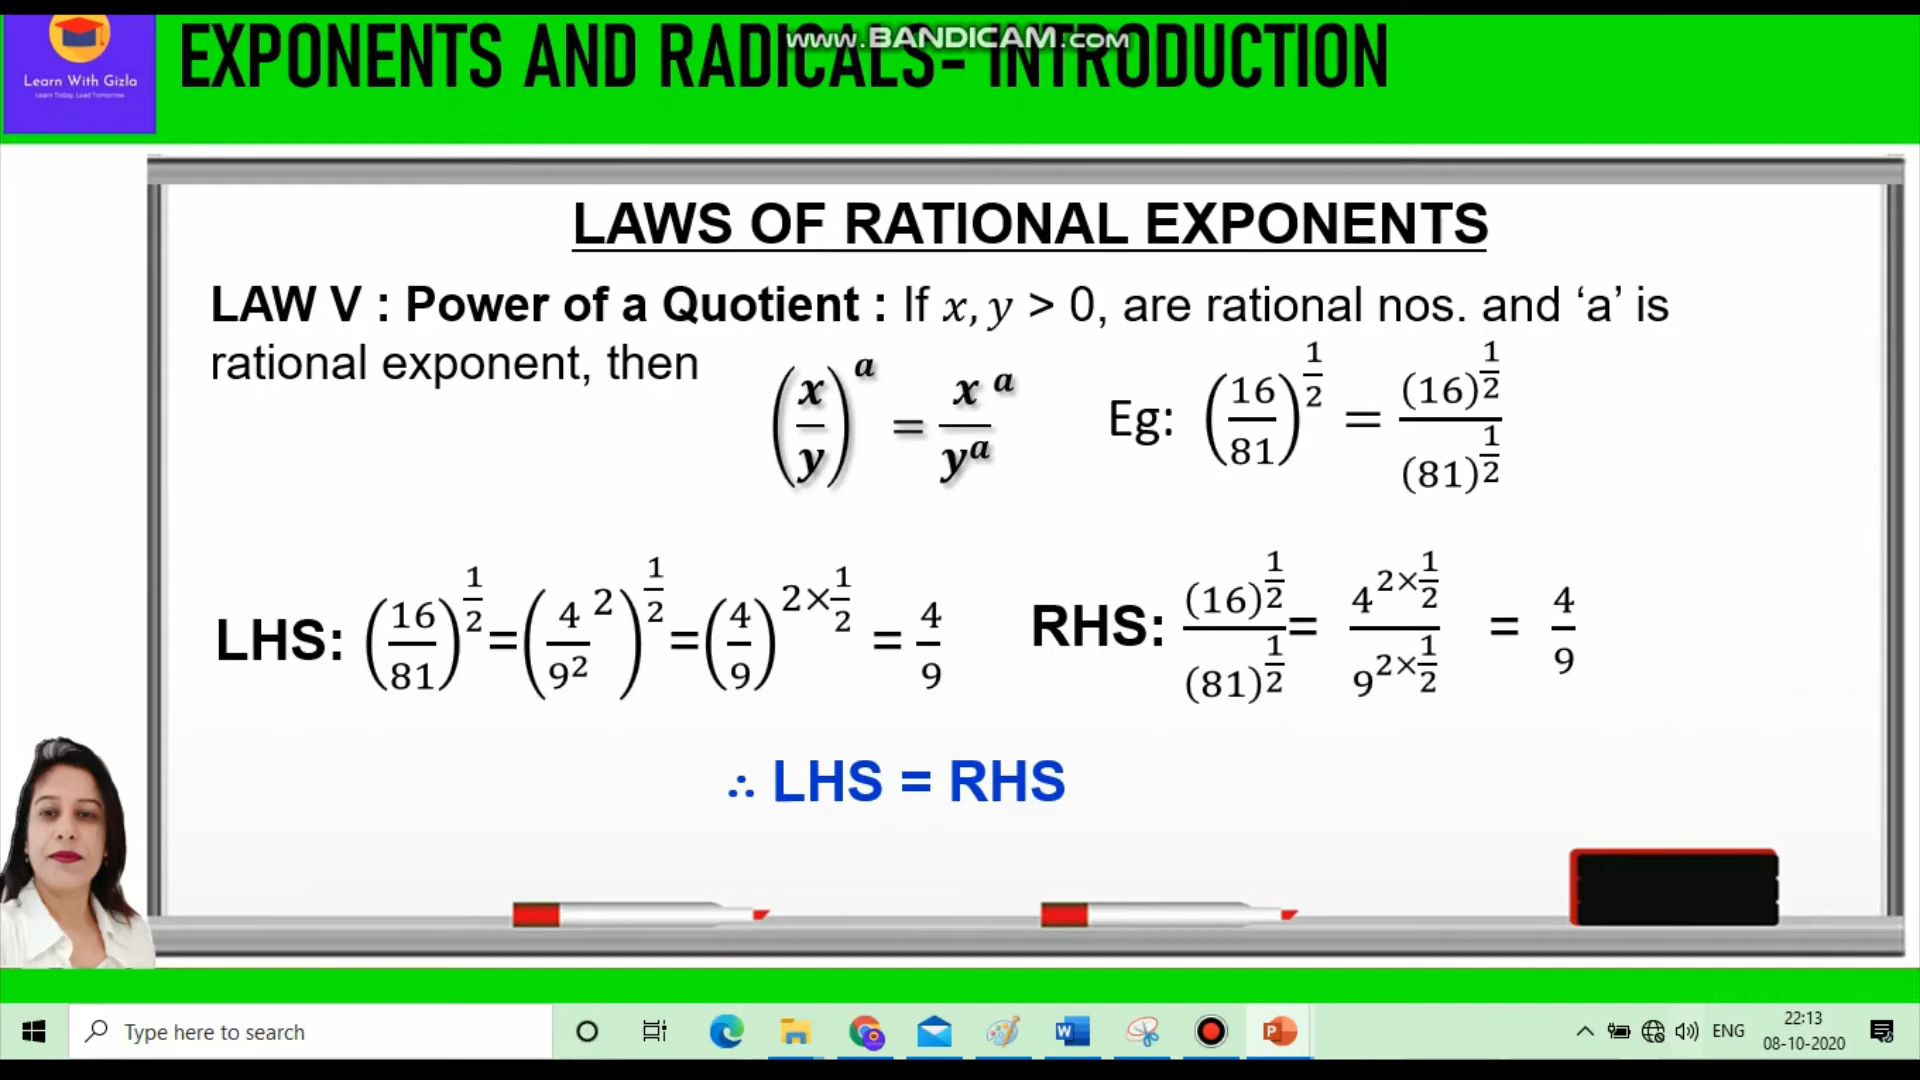 www.BANDICAM.com
EXPONENTS AND RADICALS- INTRODUCTION
Learn With Gizla
Learn Today, Lead Tomorrow
LAWS OF RATIONAL EXPONENTS
LAW V : Power of a Quotient : If x, y > 0, are rational nos. and ‘a’ is
rational exponent, then (x/y)^a = x^a/y^a Eg: (16/81)^(1/2) = (16)^(1/2)/(81)^(1/2)
LHS: (16/81)^(1/2) = (4^2/9^2)^(1/2) = (4/9)^(2×1/2) = 4/9 RHS: (16)^(1/2)/(81)^(1/2) = 4^(2×1/2)/9^(2×1/2) = 4/9
∴ LHS = RHS
Type here to search
ENG
22:13
08-10-2020